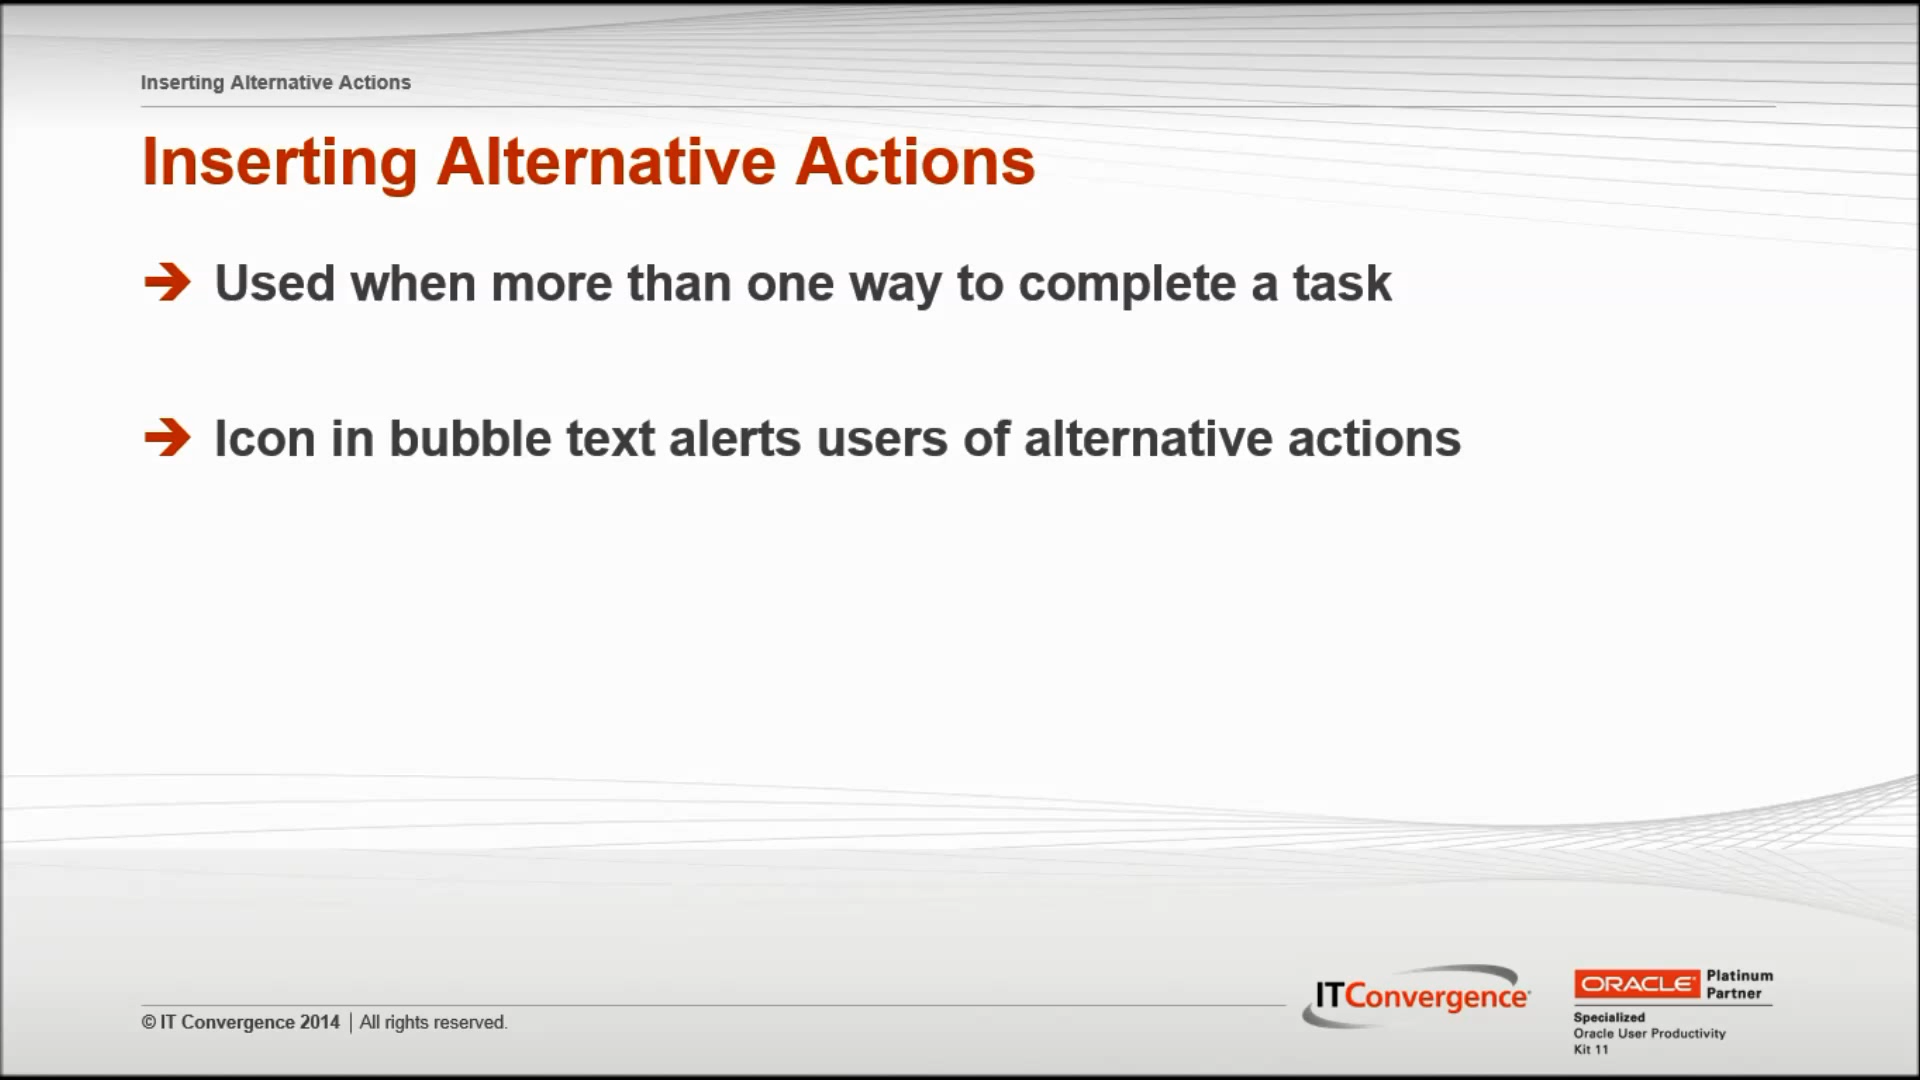 Inserting Alternative Actions
Inserting Alternative Actions
Used when more than one way to complete a task
Icon in bubble text alerts users of alternative actions
© IT Convergence 2014 | All rights reserved.
ITConvergence
ORACLE Platinum
Partner
Specialized
Oracle User Productivity
Kit 11